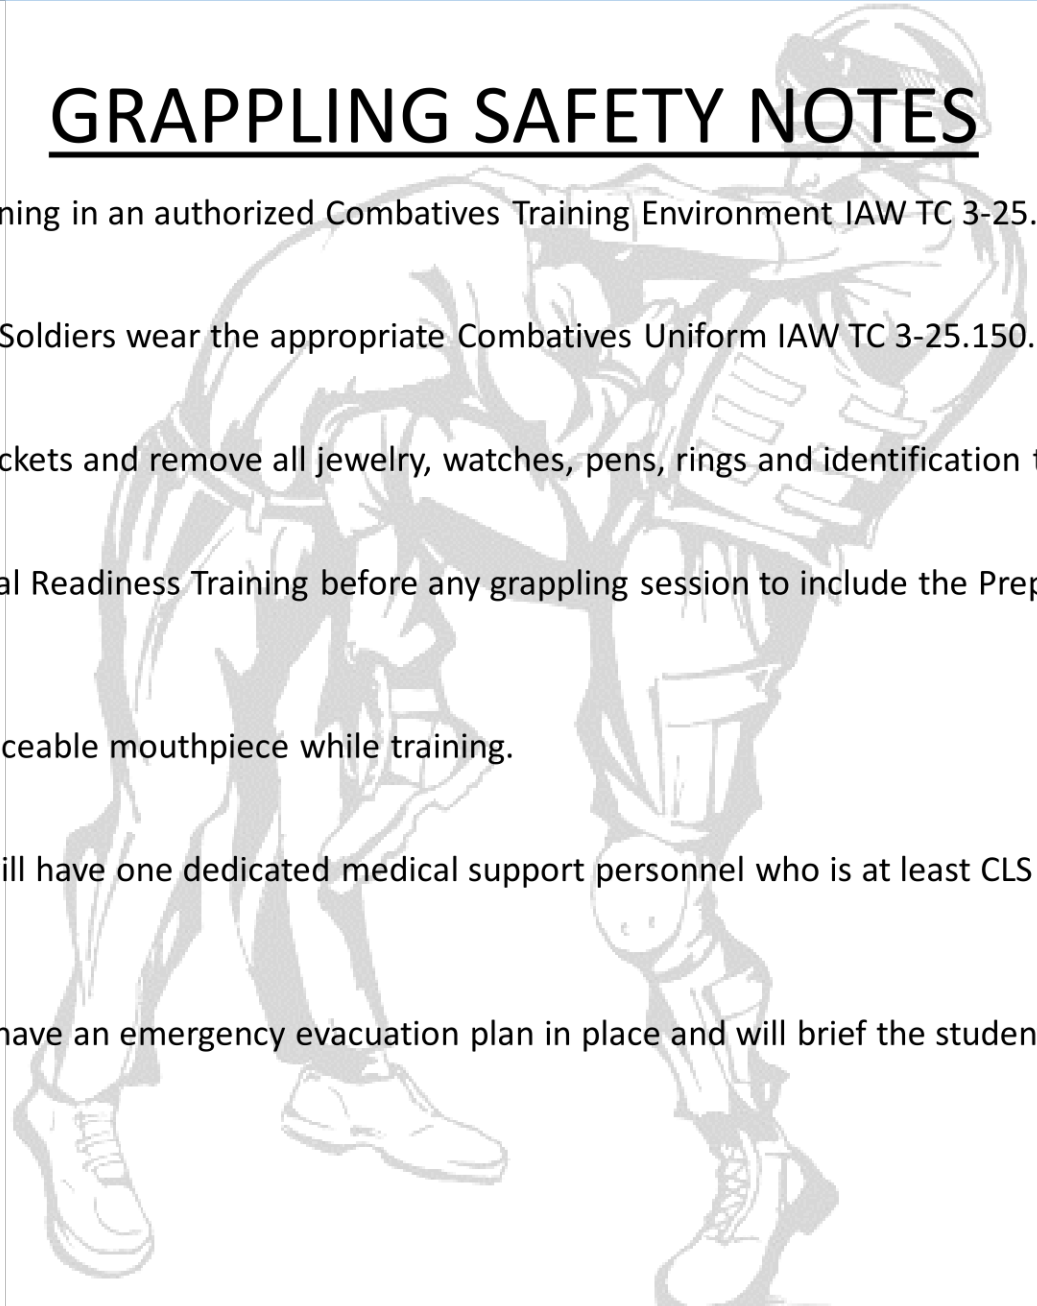 GRAPPLING SAFETY NOTES
ning in an authorized Combatives Training Environment IAW TC 3-25.
Soldiers wear the appropriate Combatives Uniform IAW TC 3-25.150.
ckets and remove all jewelry, watches, pens, rings and identification t
al Readiness Training before any grappling session to include the Prep
ceable mouthpiece while training.
ill have one dedicated medical support personnel who is at least CLS
have an emergency evacuation plan in place and will brief the studen